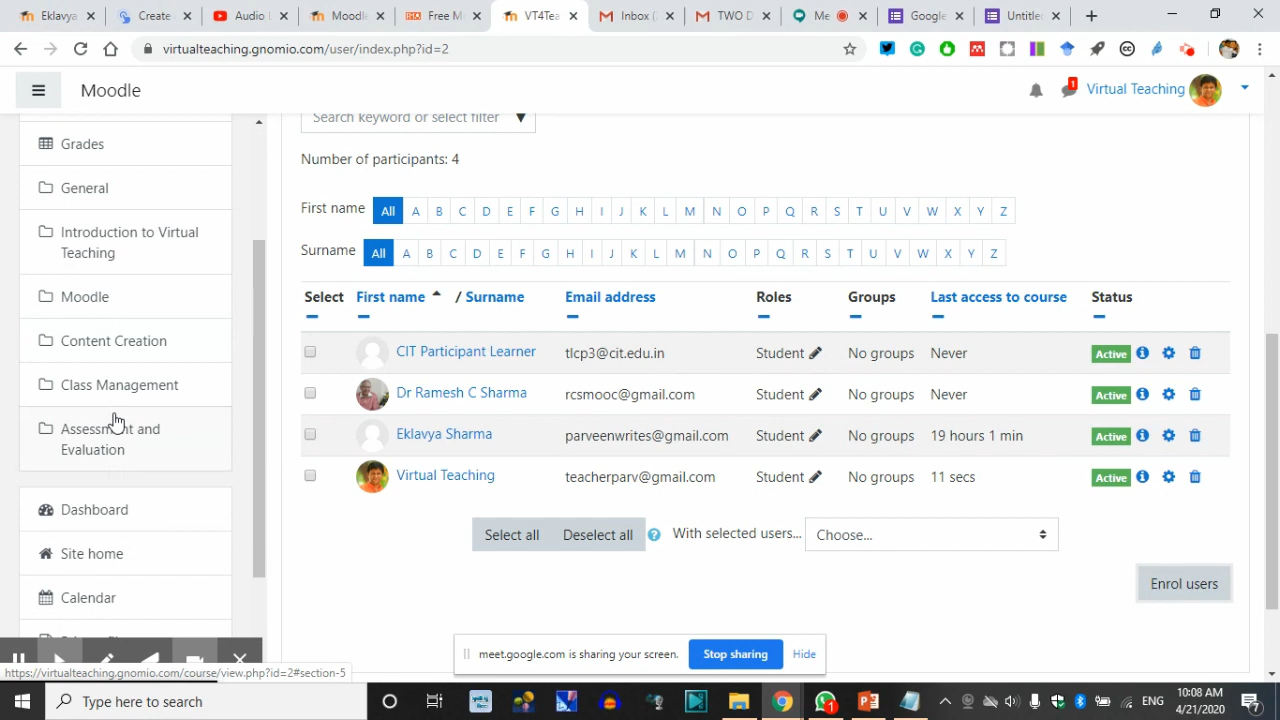 Eklavya
Create
Audio L
Moodle
Free M
VT4Tea
Inbox (
TWO D
Me
Google
Untitle
virtualteaching.gnomio.com/user/index.php?id=2
Moodle
1
Virtual Teaching
Grades
General
Introduction to Virtual
Teaching
Moodle
Content Creation
Class Management
Assessment and
Evaluation
Dashboard
Site home
Calendar
https://virtualteaching.gnomio.com/course/view.php?id=2#section-5
Search keyword or select filter ▼
Number of participants: 4
First name All A B C D E F G H I J K L M N O P Q R S T U V W X Y Z
Surname All A B C D E F G H I J K L M N O P Q R S T U V W X Y Z
Select First name / Surname Email address Roles Groups Last access to course Status
CIT Participant Learner tlcp3@cit.edu.in Student No groups Never Active
Dr Ramesh C Sharma rcsmooc@gmail.com Student No groups Never Active
Eklavya Sharma parveenwrites@gmail.com Student No groups 19 hours 1 min Active
Virtual Teaching teacherparv@gmail.com Student No groups 11 secs Active
Select all Deselect all ? With selected users... Choose...
Enrol users
meet.google.com is sharing your screen. Stop sharing Hide
Type here to search
1
ENG
10:08 AM
4/21/2020
7